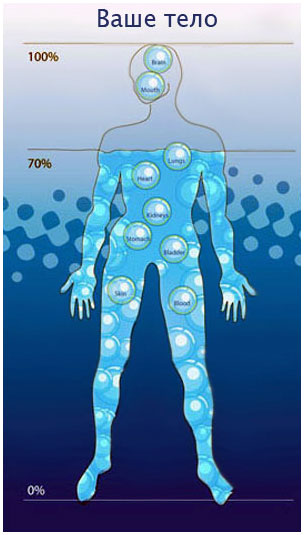 Ваше тело
100%
Brain
Mouth
70%
Lungs
Heart
Kidneys
Stomach
Bladder
Skin
Blood
0%